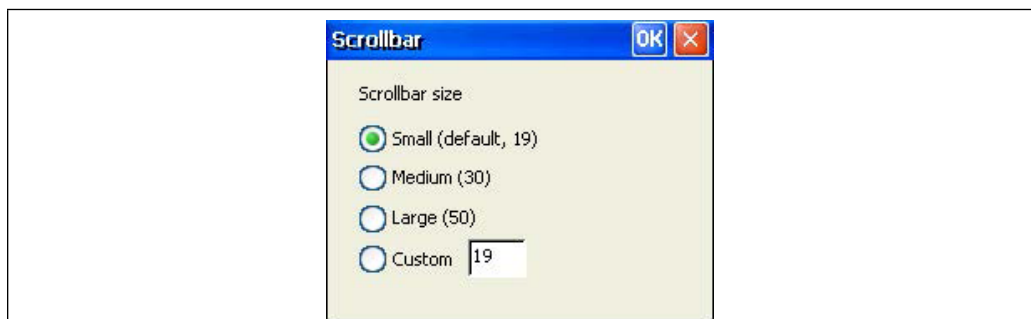 Scrollbar OK
Scrollbar size
Small (default, 19)
Medium (30)
Large (50)
Custom 19